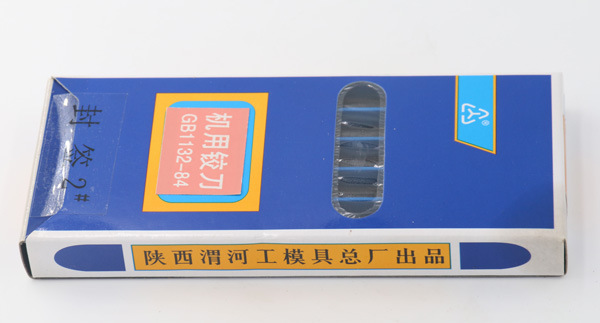 封签2#
机用铰刀
GB1132-84
®
陕西渭河工模具总厂出品